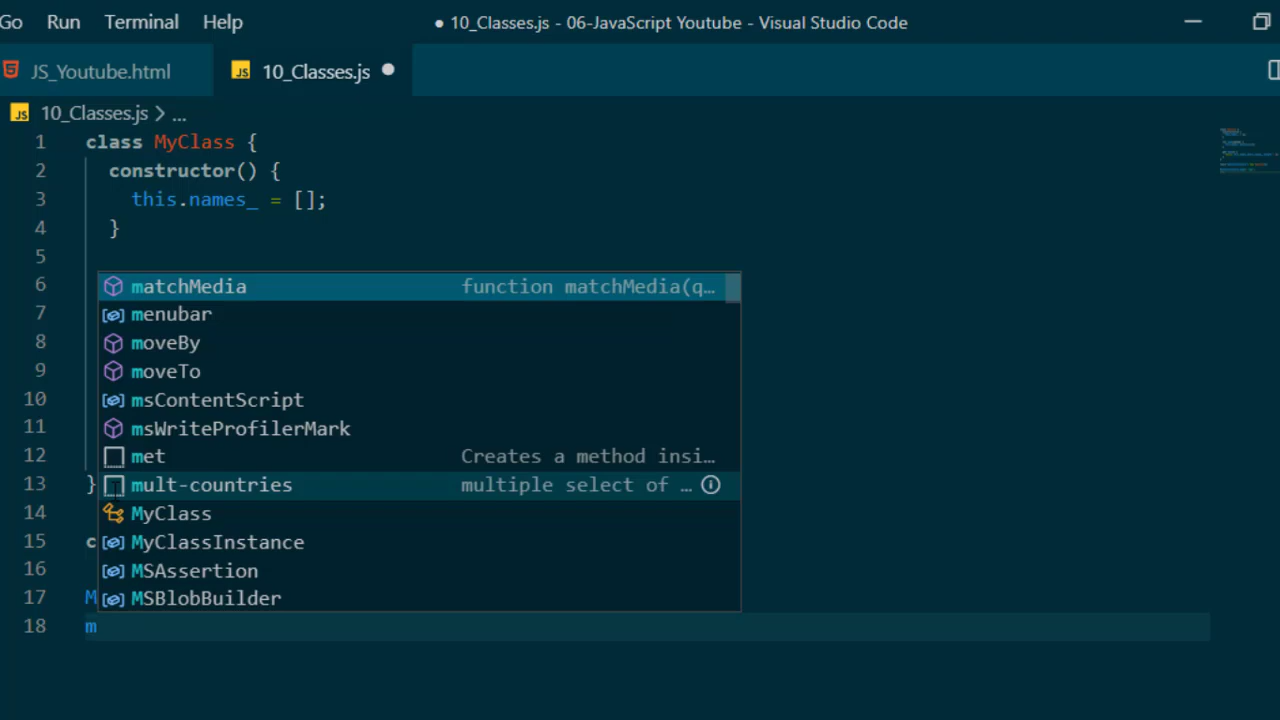 Go Run Terminal Help ● 10_Classes.js - 06-JavaScript Youtube - Visual Studio Code
JS_Youtube.html JS 10_Classes.js
JS 10_Classes.js > ...
1 class MyClass {
2 constructor() {
3 this.names_ = [];
4 }
5
6 matchMedia function matchMedia(q…
7 menubar
8 moveBy
9 moveTo
10 msContentScript
11 msWriteProfilerMark
12 met Creates a method insi…
13 } mult-countries multiple select of …
14 MyClass
15 c MyClassInstance
16 MSAssertion
17 M MSBlobBuilder
18 m